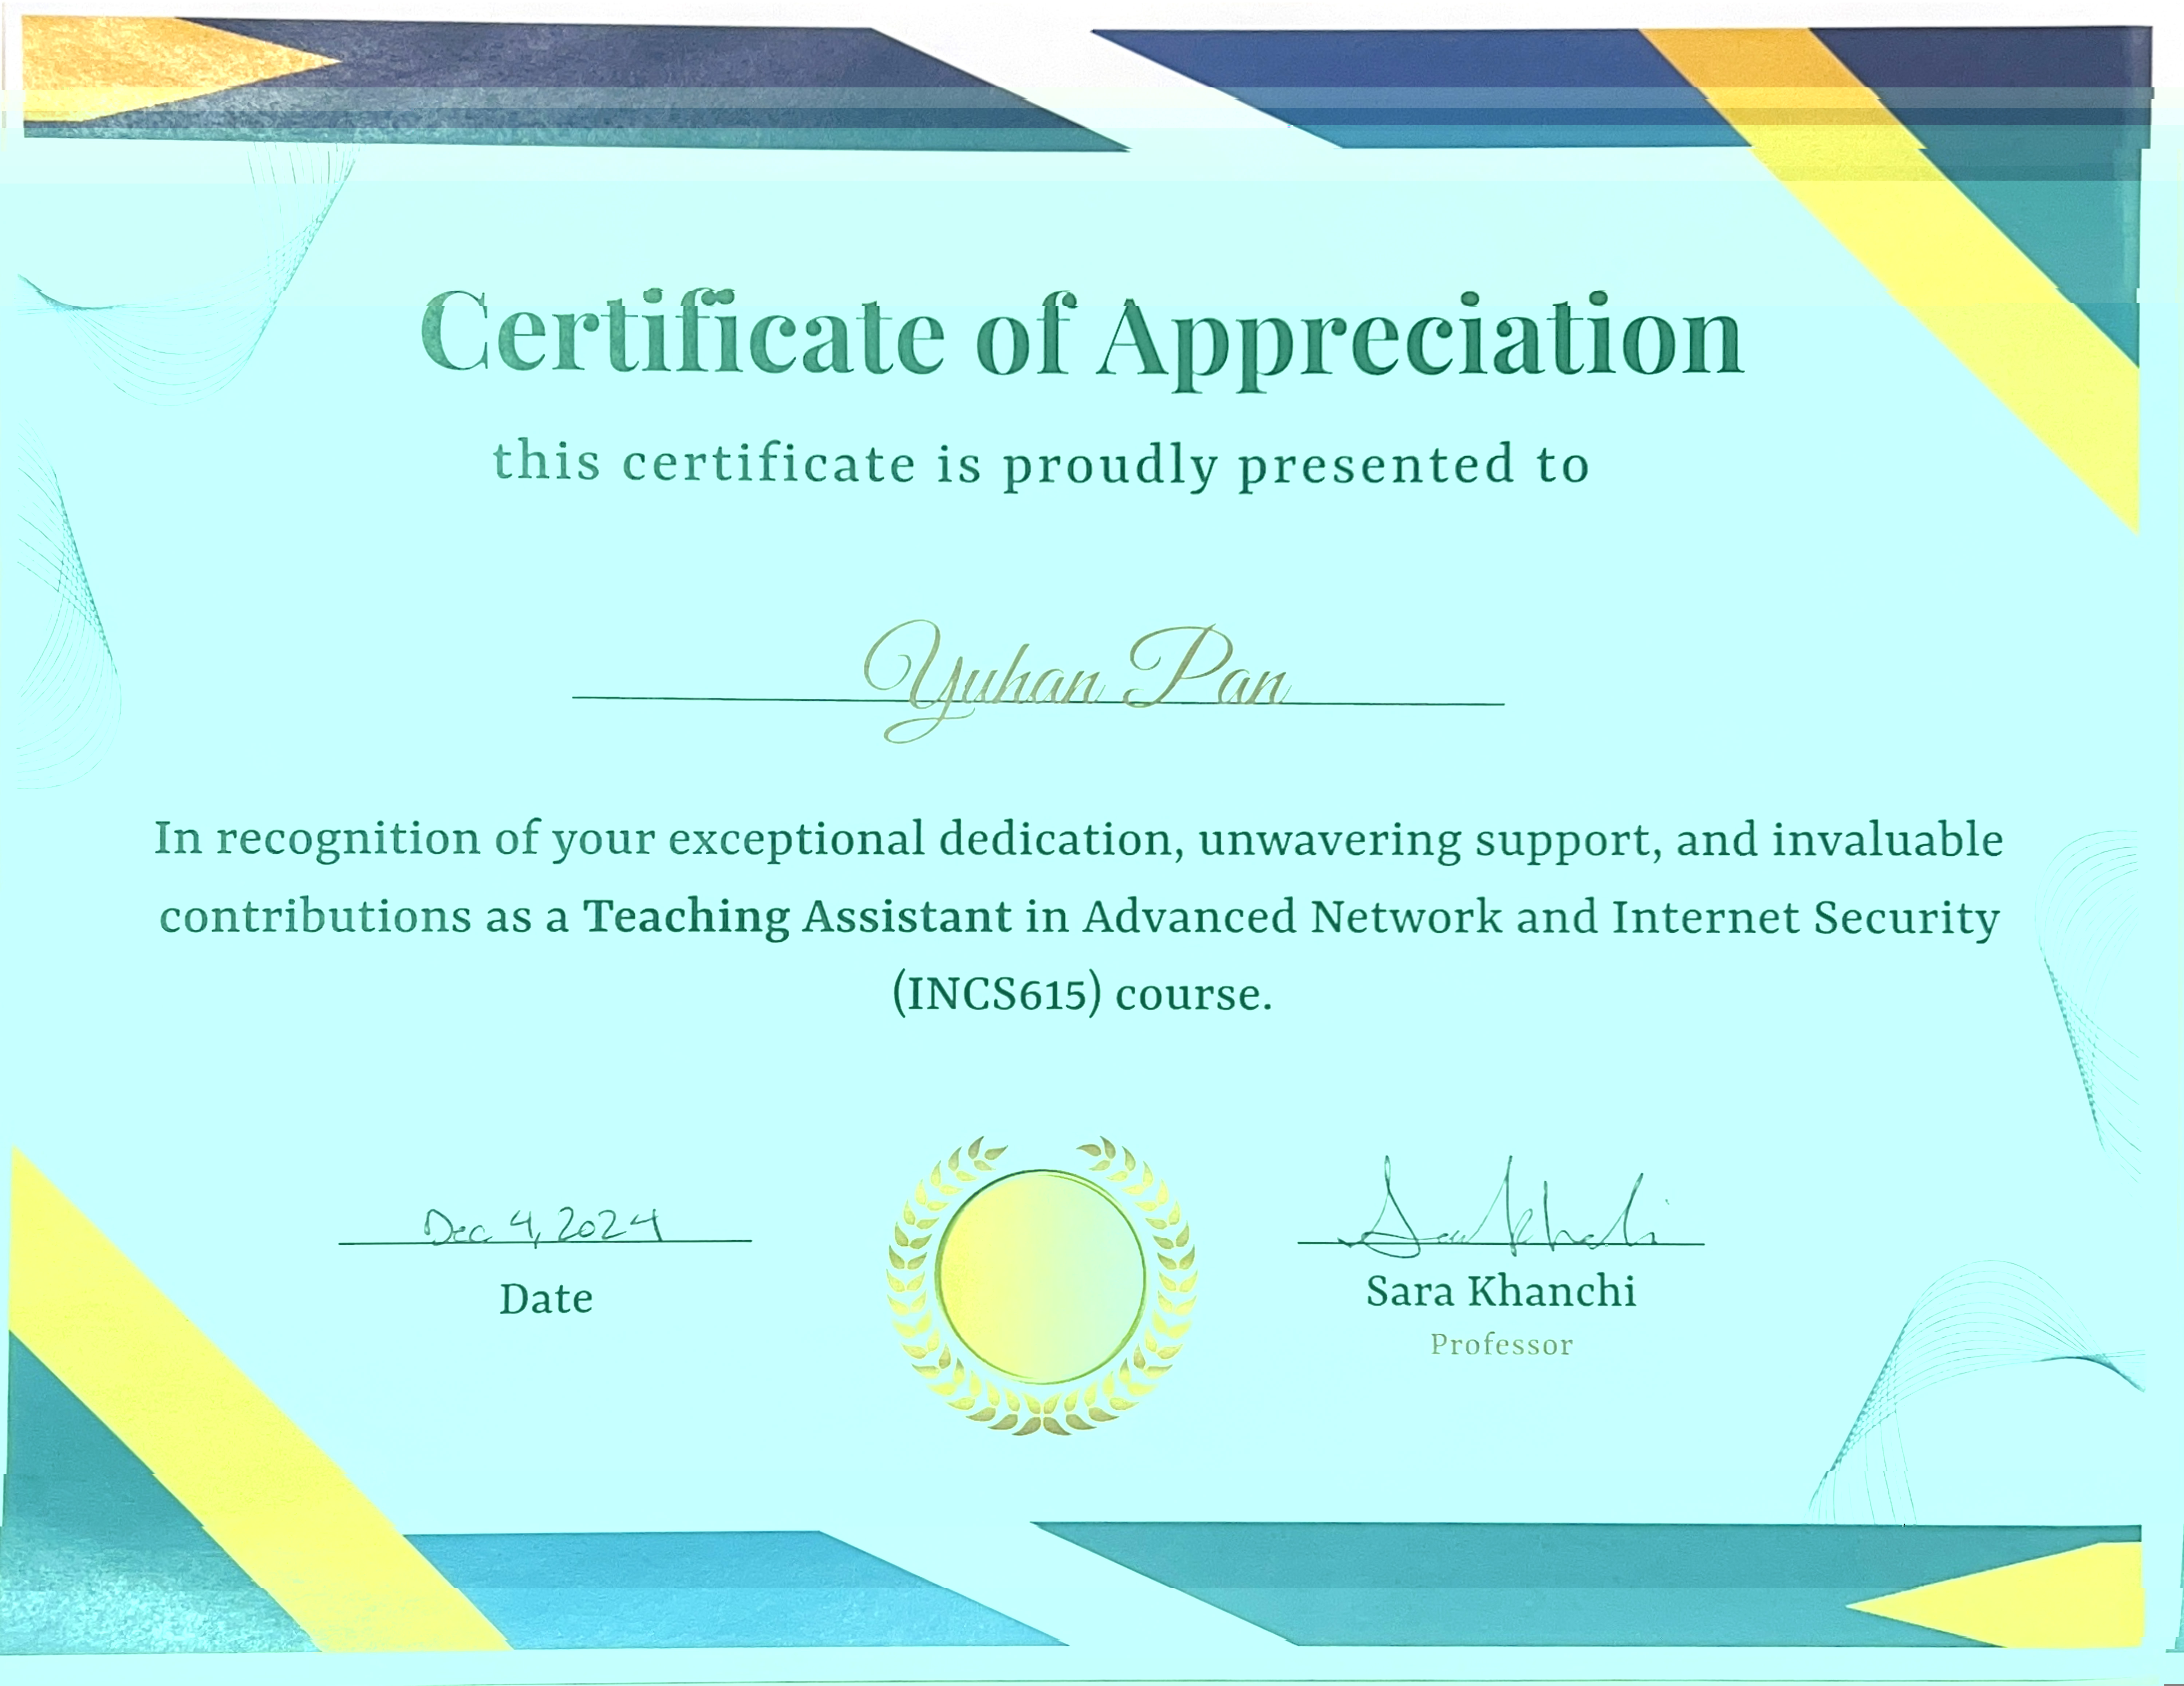 Certificate of Appreciation
this certificate is proudly presented to
Yuhan Pan
In recognition of your exceptional dedication, unwavering support, and invaluable
contributions as a Teaching Assistant in Advanced Network and Internet Security
(INCS615) course.
Dec 4, 2024
Date
Sara Khanchi
Sara Khanchi
Professor